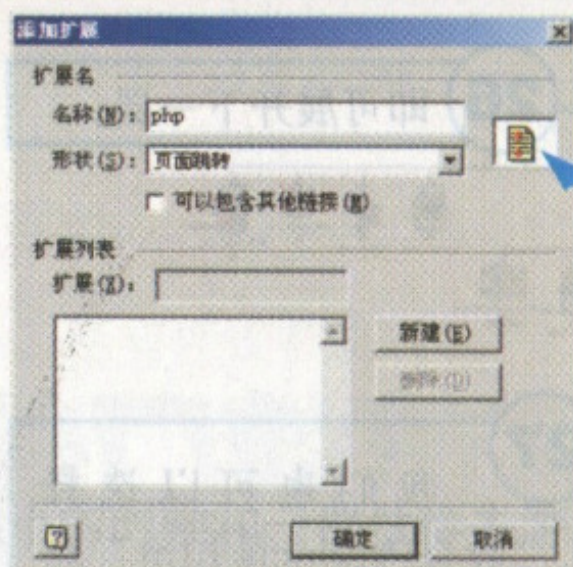 添加扩展
扩展名
名称(N): php
形状(S): 页面跳转
可以包含其他链接(M)
扩展列表
扩展(X):
新建(E)
删除(D)
确定
取消